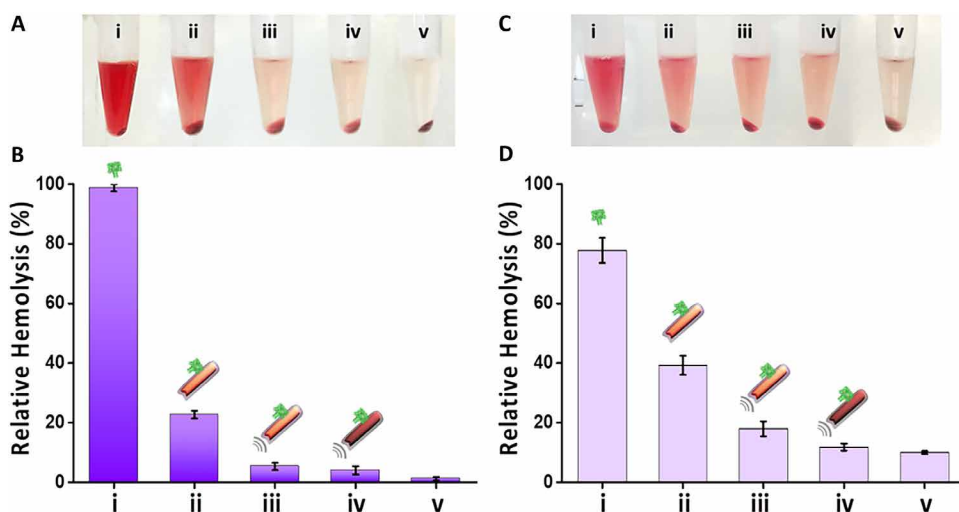 A
i ii iii iv v
B
Relative Hemolysis (%)
100
80
60
40
20
0
i ii iii iv v
C
i ii iii iv v
D
Relative Hemolysis (%)
100
80
60
40
20
0
i ii iii iv v